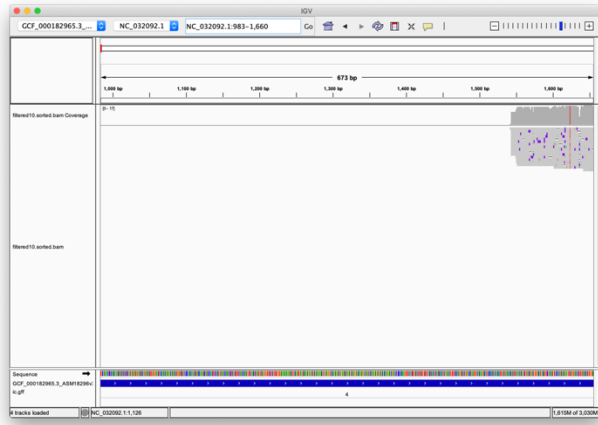 IGV
GCF_000182965.3_... NC_032092.1 NC_032092.1:983-1,660 Go
673 bp
1,000 bp 1,100 bp 1,200 bp 1,300 bp 1,400 bp 1,500 bp 1,600 bp
filtered10.sorted.bam Coverage
filtered10.sorted.bam
Sequence
GCF_000182965.3_ASM18296v
ic.gff
4
4 tracks loaded NC_032092.1:1,126 1,615M of 3,030M